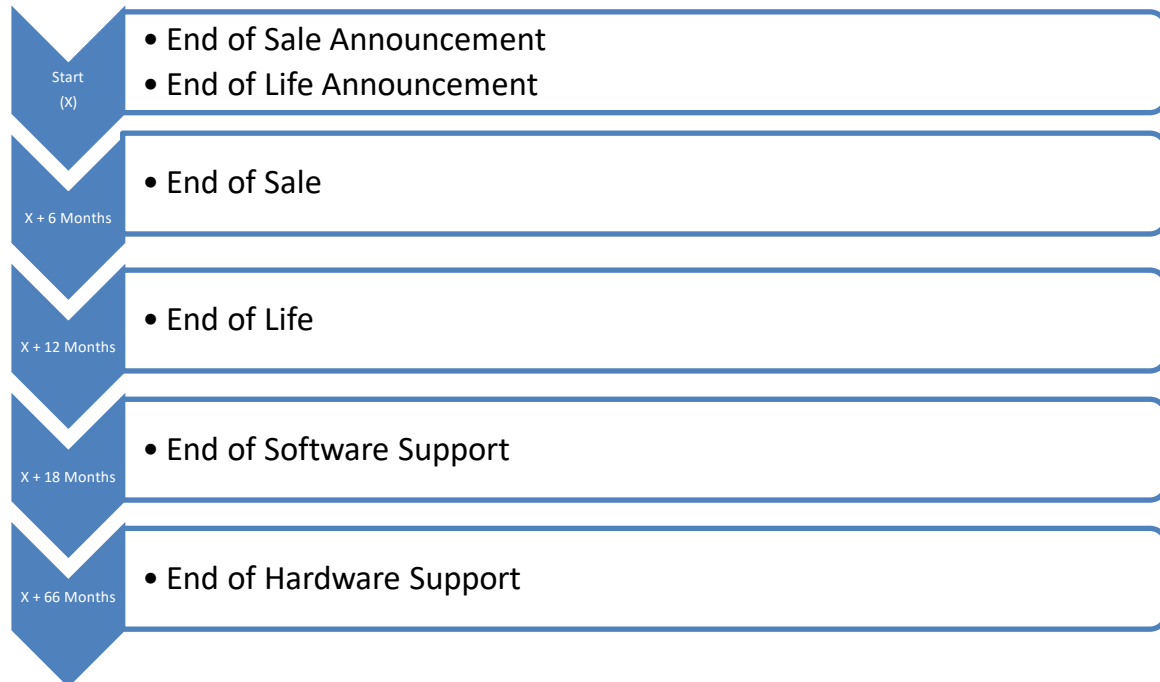 Start
(X)
• End of Sale Announcement
• End of Life Announcement
X + 6 Months
• End of Sale
X + 12 Months
• End of Life
X + 18 Months
• End of Software Support
X + 66 Months
• End of Hardware Support